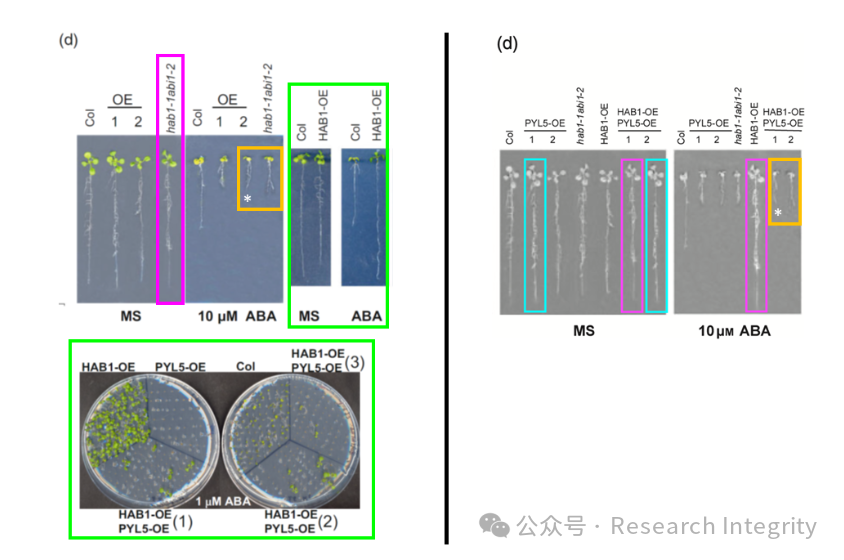 (d)
Col
OE
1 2
hab1-1abi1-2
Col
OE
1 2
hab1-1abi1-2
Col
HAB1-OE
Col
HAB1-OE
*
MS
10 µM ABA
MS
ABA
HAB1-OE
PYL5-OE
Col
HAB1-OE
PYL5-OE (3)
1 µM ABA
HAB1-OE
PYL5-OE (1)
HAB1-OE
PYL5-OE (2)
(d)
Col
PYL5-OE
1 2
hab1-1abi1-2
HAB1-OE
HAB1-OE
PYL5-OE
1 2
Col
PYL5-OE
1 2
hab1-1abi1-2
HAB1-OE
HAB1-OE
PYL5-OE
1 2
*
MS
10 µM ABA
公众号 · Research Integrity